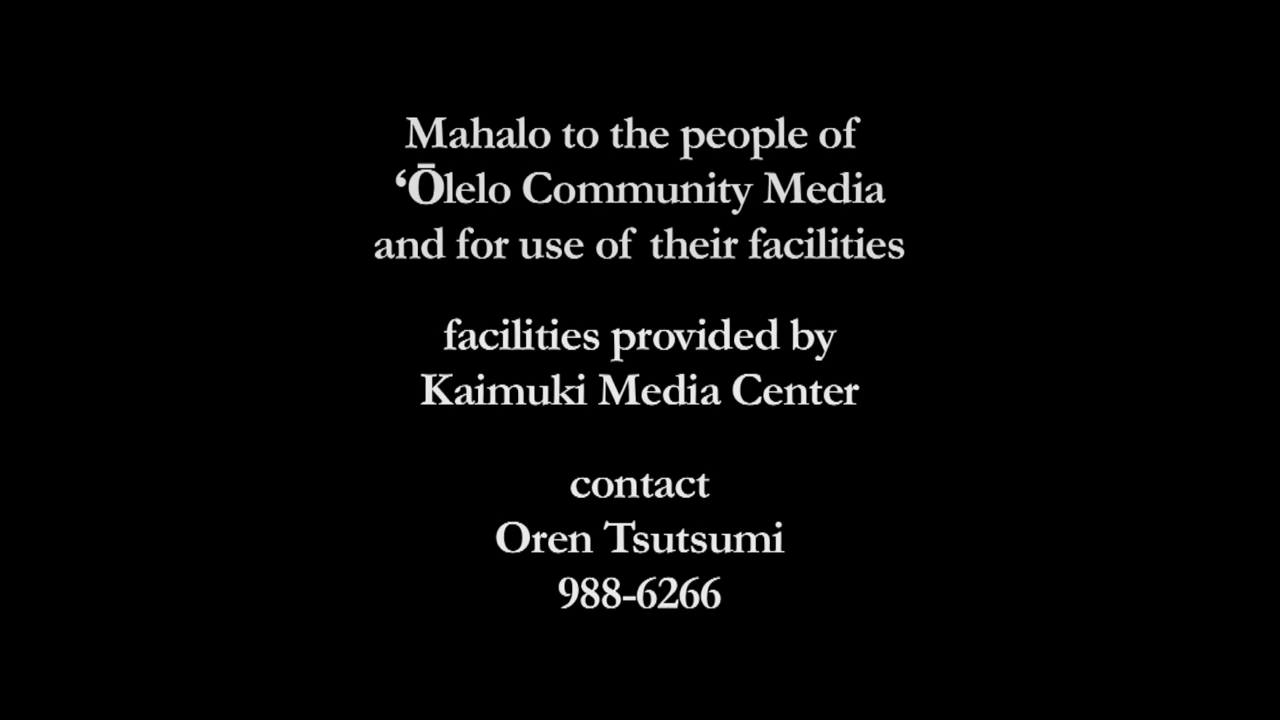 Mahalo to the people of
‘Ōlelo Community Media
and for use of their facilities
facilities provided by
Kaimuki Media Center
contact
Oren Tsutsumi
988-6266